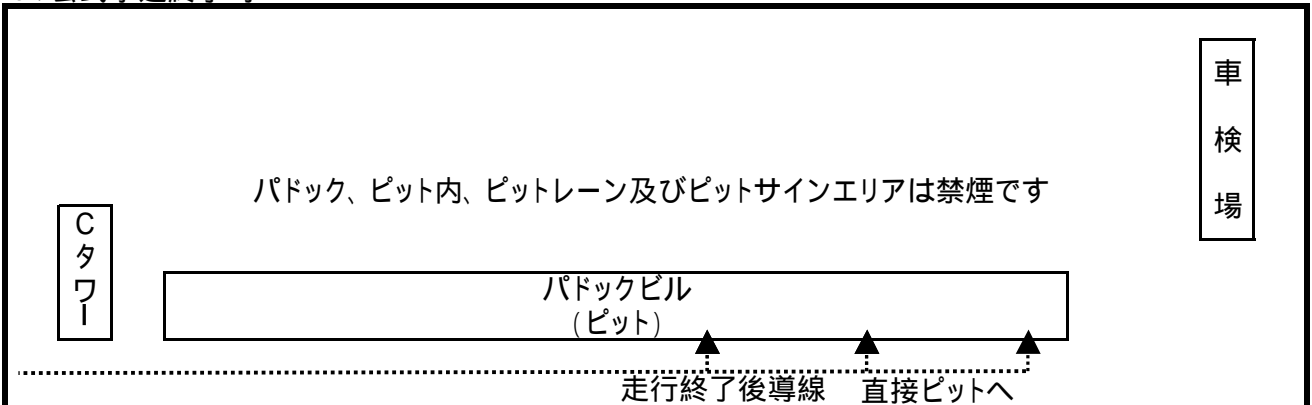 車検場
パドック、ピット内、ピットレーン及びピットサインエリアは禁煙です
Cタワー
パドックビル
(ピット)
走行終了後導線　直接ピットへ